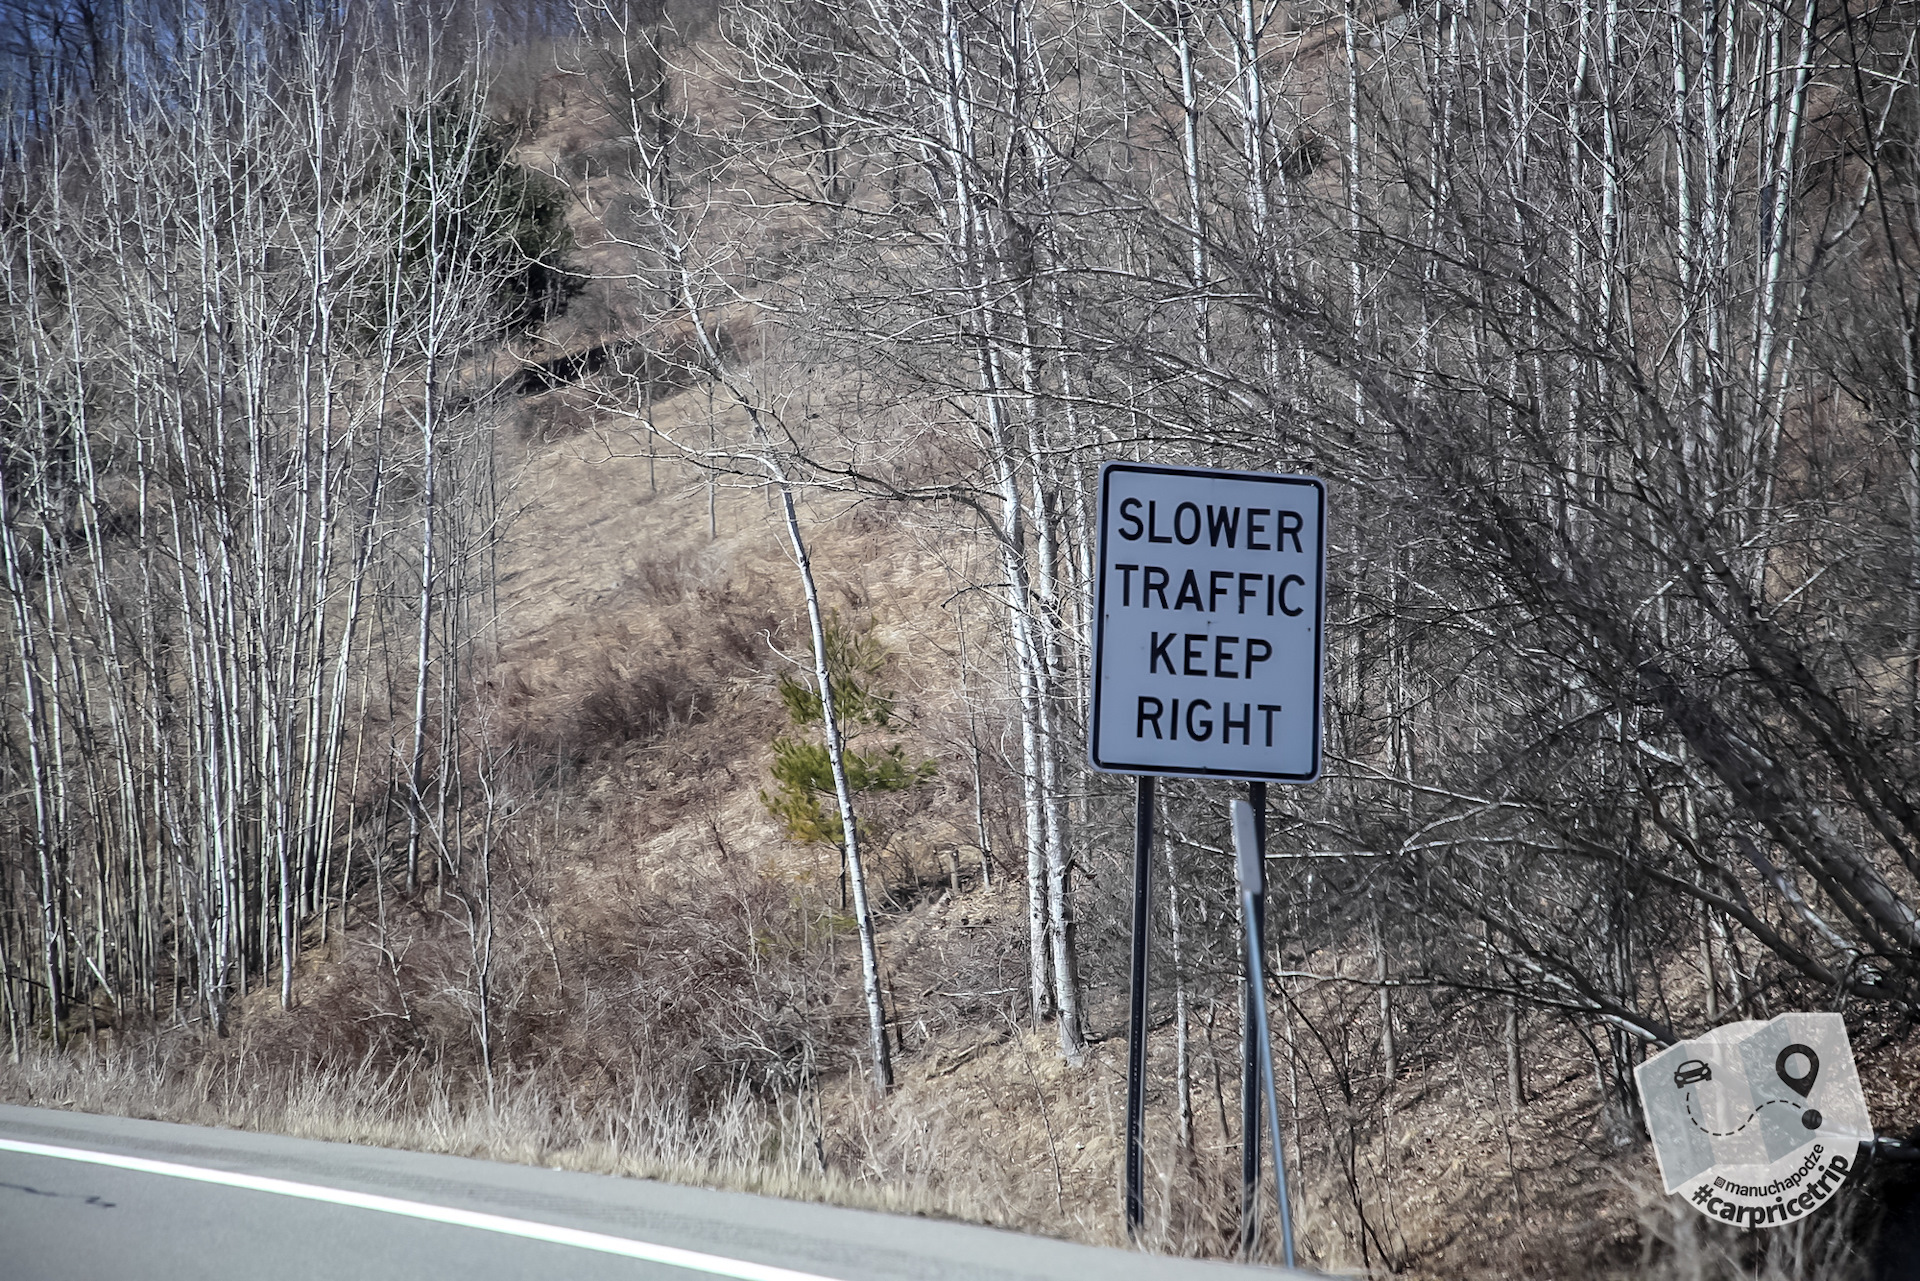 SLOWER
TRAFFIC
KEEP
RIGHT
@manuchapodze
#carpricetrip